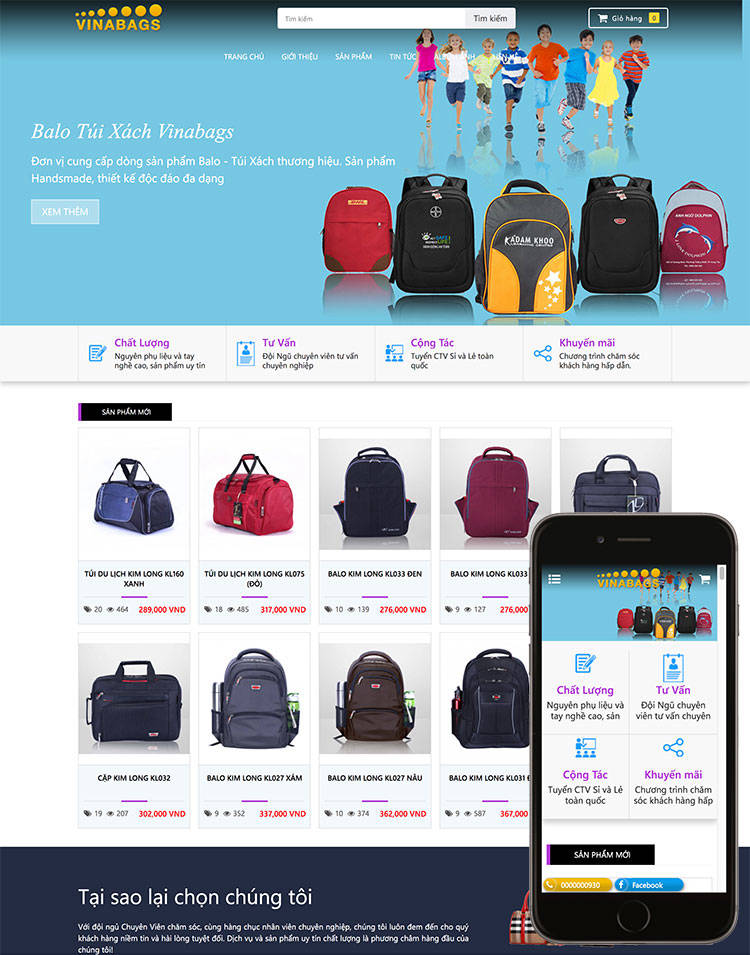 VINABAGS
Tìm kiếm
Tìm kiếm
Giỏ hàng 0
TRANG CHỦ GIỚI THIỆU SẢN PHẨM TIN TỨC
Balo Túi Xách Vinabags
Đơn vị cung cấp dòng sản phẩm Balo - Túi Xách thương hiệu. Sản phẩm
Handsmade, thiết kế độc đáo đa dạng
XEM THÊM
ADAM KHOO
ANH NGỮ DOLPHIN
Chất Lượng
Nguyên phụ liệu và tay
nghề cao, sản phẩm uy tín
Tư Vấn
Đội Ngũ chuyên viên tư vấn
chuyên nghiệp
Cộng Tác
Tuyển CTV Sỉ và Lẻ toàn
quốc
Khuyến mãi
Chương trình chăm sóc
khách hàng hấp dẫn.
SẢN PHẨM MỚI
TÚI DU LỊCH KIM LONG KL160
XANH
20 464 289,000 VND
TÚI DU LỊCH KIM LONG KL075
(ĐỎ)
18 485 317,000 VND
BALO KIM LONG KL033 ĐEN
10 139 276,000 VND
BALO KIM LONG KL033
9 127 276,000
CẶP KIM LONG KL032
19 207 302,000 VND
BALO KIM LONG KL027 XÁM
9 352 337,000 VND
BALO KIM LONG KL027 NÂU
10 374 362,000 VND
BALO KIM LONG KL031
9 587 367,000
Tại sao lại chọn chúng tôi
Với đội ngũ Chuyên Viên chăm sóc, cùng hàng chục nhân viên chuyên nghiệp, chúng tôi luôn đem đến cho quý
khách hàng niềm tin và hài lòng tuyệt đối. Dịch vụ và sản phẩm uy tín chất lượng là phương châm hàng đầu của
chúng tôi!
VINABAGS
Chất Lượng
Nguyên phụ liệu và
tay nghề cao, sản
Tư Vấn
Đội Ngũ chuyên
viên tư vấn chuyên
Cộng Tác
Tuyển CTV Sỉ và Lẻ
toàn quốc
Khuyến mãi
Chương trình chăm
sóc khách hàng hấp
SẢN PHẨM MỚI
0000000930
Facebook